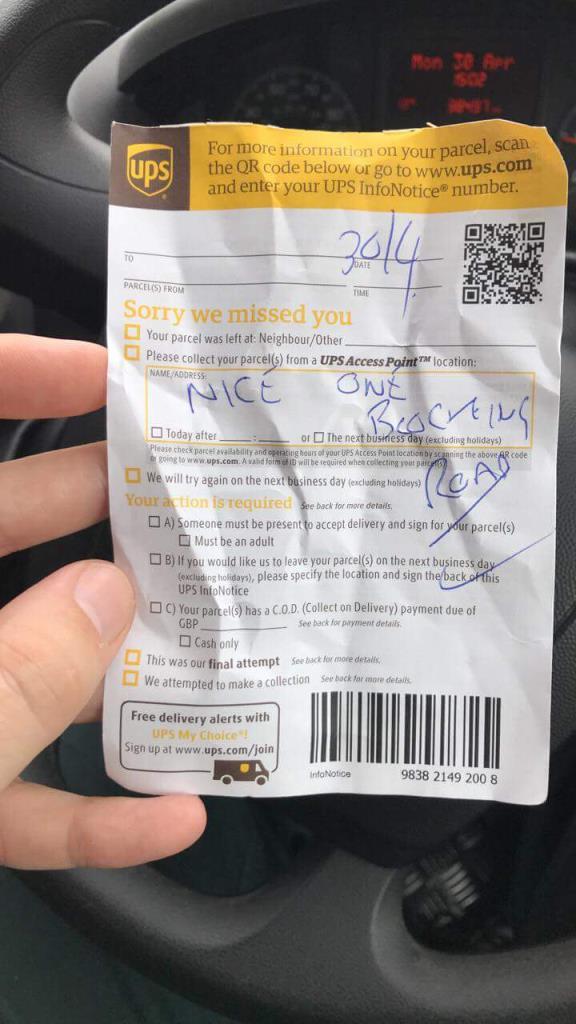 Mon 30 Apr
ups
For more information on your parcel, scan
the QR code below or go to www.ups.com
and enter your UPS InfoNotice® number.
30/4
TO
DATE
PARCEL(S) FROM
TIME
Sorry we missed you
Your parcel was left at: Neighbour/Other
Please collect your parcel(s) from a UPS Access Point™ location:
NAME/ADDRESS:
NICE ONE
BLOCKING
ROAD
Today after : or The next business day (excluding holidays)
Please check parcel availability and operating hours of your UPS Access Point location by scanning the above QR code
or going to www.ups.com. A valid form of ID will be required when collecting your parcel(s)
We will try again on the next business day (excluding holidays)
Your action is required See back for more details.
A) Someone must be present to accept delivery and sign for your parcel(s)
Must be an adult
B) If you would like us to leave your parcel(s) on the next business day
(excluding holidays), please specify the location and sign the back of this
UPS InfoNotice
C) Your parcel(s) has a C.O.D. (Collect on Delivery) payment due of
GBP See back for payment details.
Cash only
This was our final attempt See back for more details.
We attempted to make a collection See back for more details.
Free delivery alerts with
UPS My Choice®!
Sign up at www.ups.com/join
InfoNotice 9838 2149 200 8